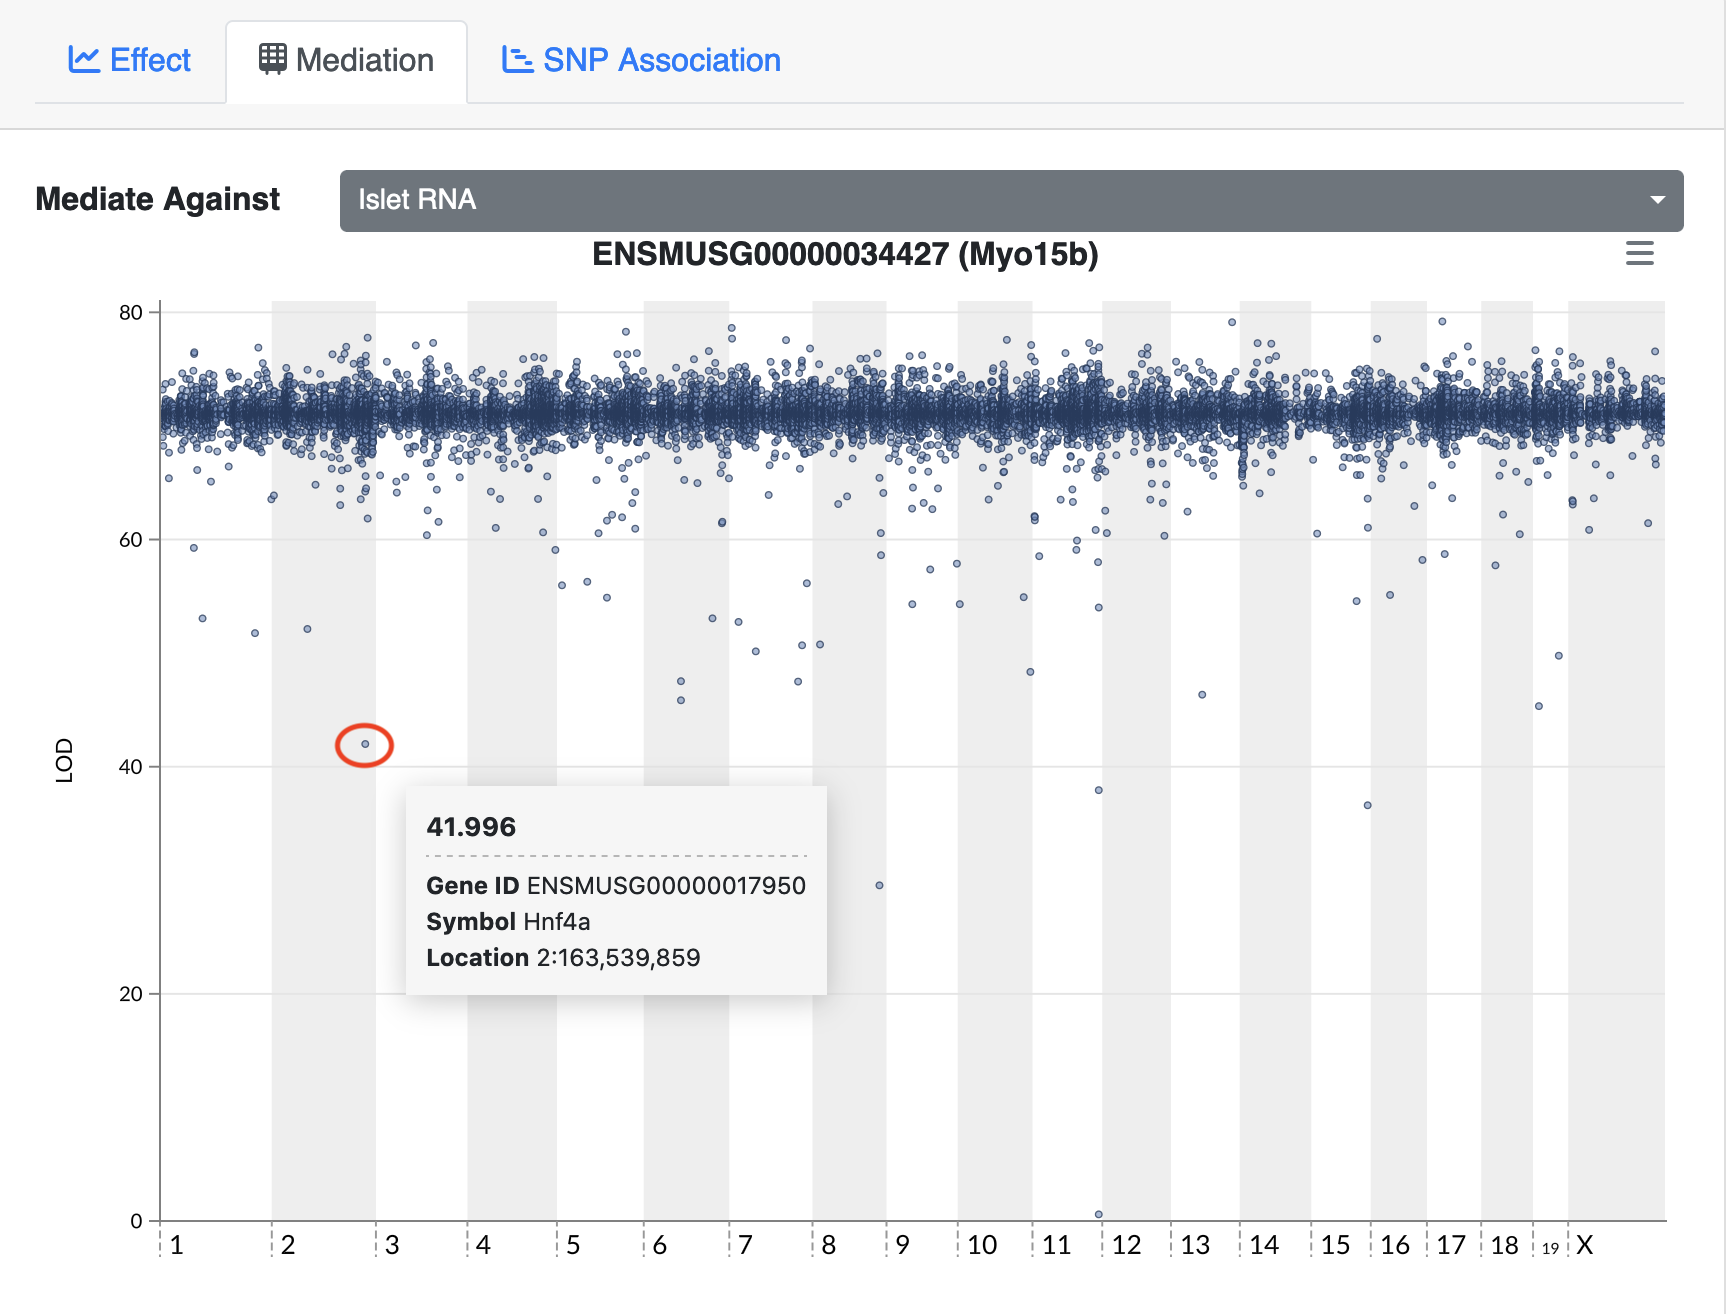 Effect Mediation SNP Association
Mediate Against Islet RNA
ENSMUSG00000034427 (Myo15b)
80
60
LOD
40
41.996
Gene ID ENSMUSG00000017950
Symbol Hnf4a
Location 2:163,539,859
20
0
1 2 3 4 5 6 7 8 9 10 11 12 13 14 15 16 17 18 19 X